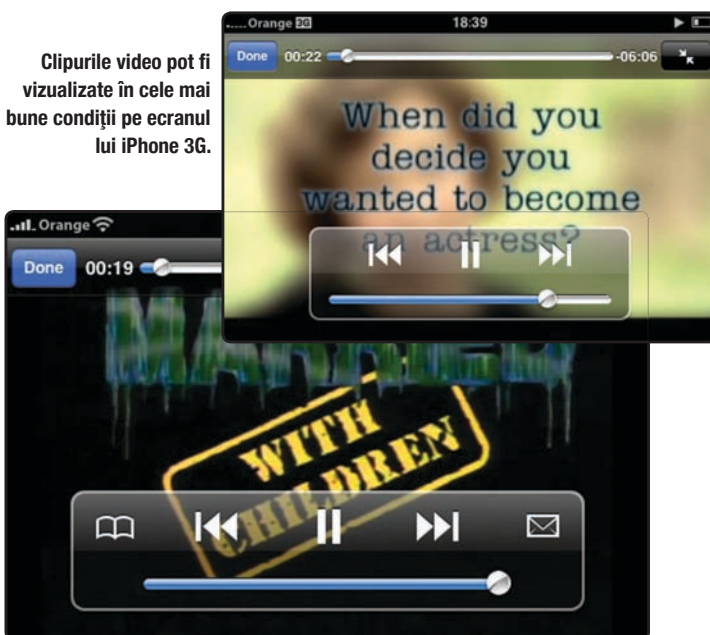 Clipurile video pot fi
vizualizate în cele mai
bune condiţii pe ecranul
lui iPhone 3G.
Orange 3G 18:39
Done 00:22 -06:06
When did you
decide you
wanted to become
an actress?
Orange
Done 00:19
MARRIED
WITH
CHILDREN